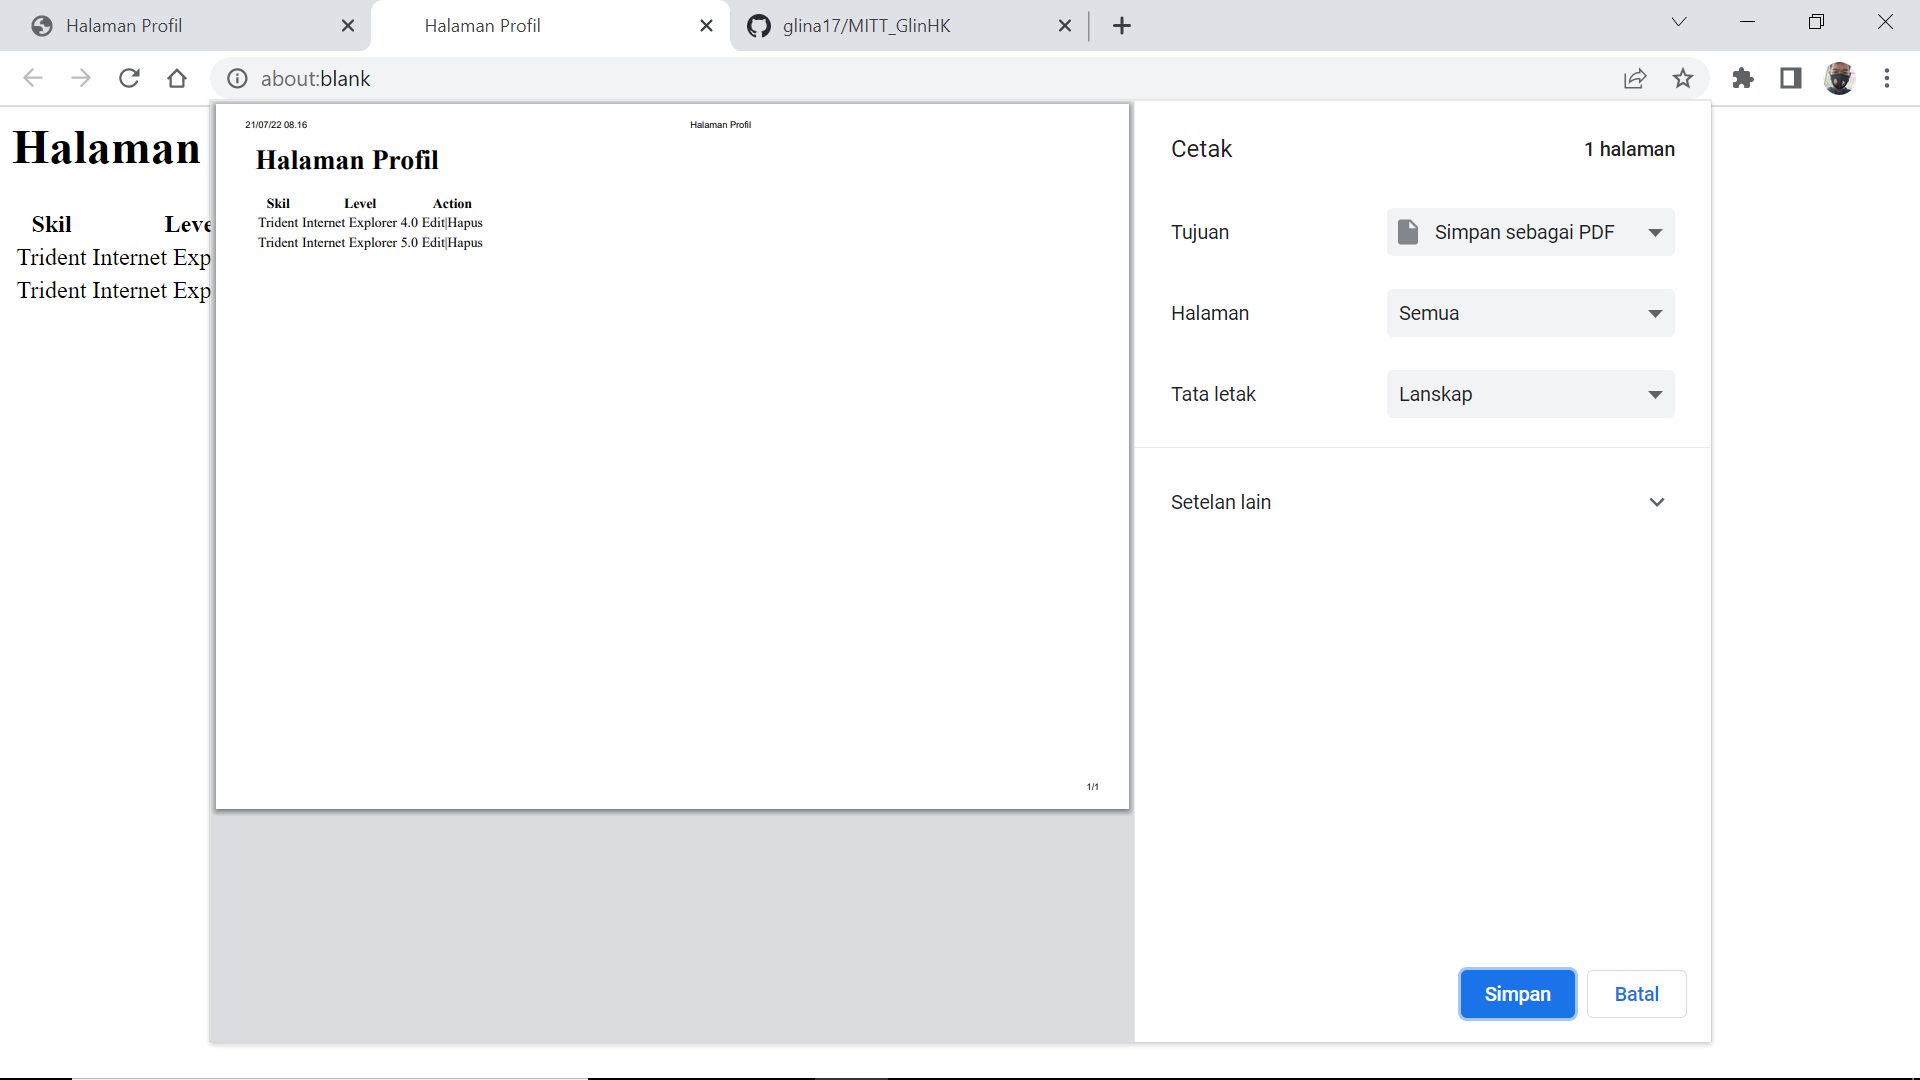 Halaman Profil
Halaman Profil
glina17/MITT_GlinHK
about:blank
Halaman
Skil Leve
Trident Internet Exp
Trident Internet Exp
21/07/22 08.16 Halaman Profil
Halaman Profil
Skil Level Action
Trident Internet Explorer 4.0 Edit|Hapus
Trident Internet Explorer 5.0 Edit|Hapus
1/1
Cetak 1 halaman
Tujuan Simpan sebagai PDF
Halaman Semua
Tata letak Lanskap
Setelan lain
Simpan Batal